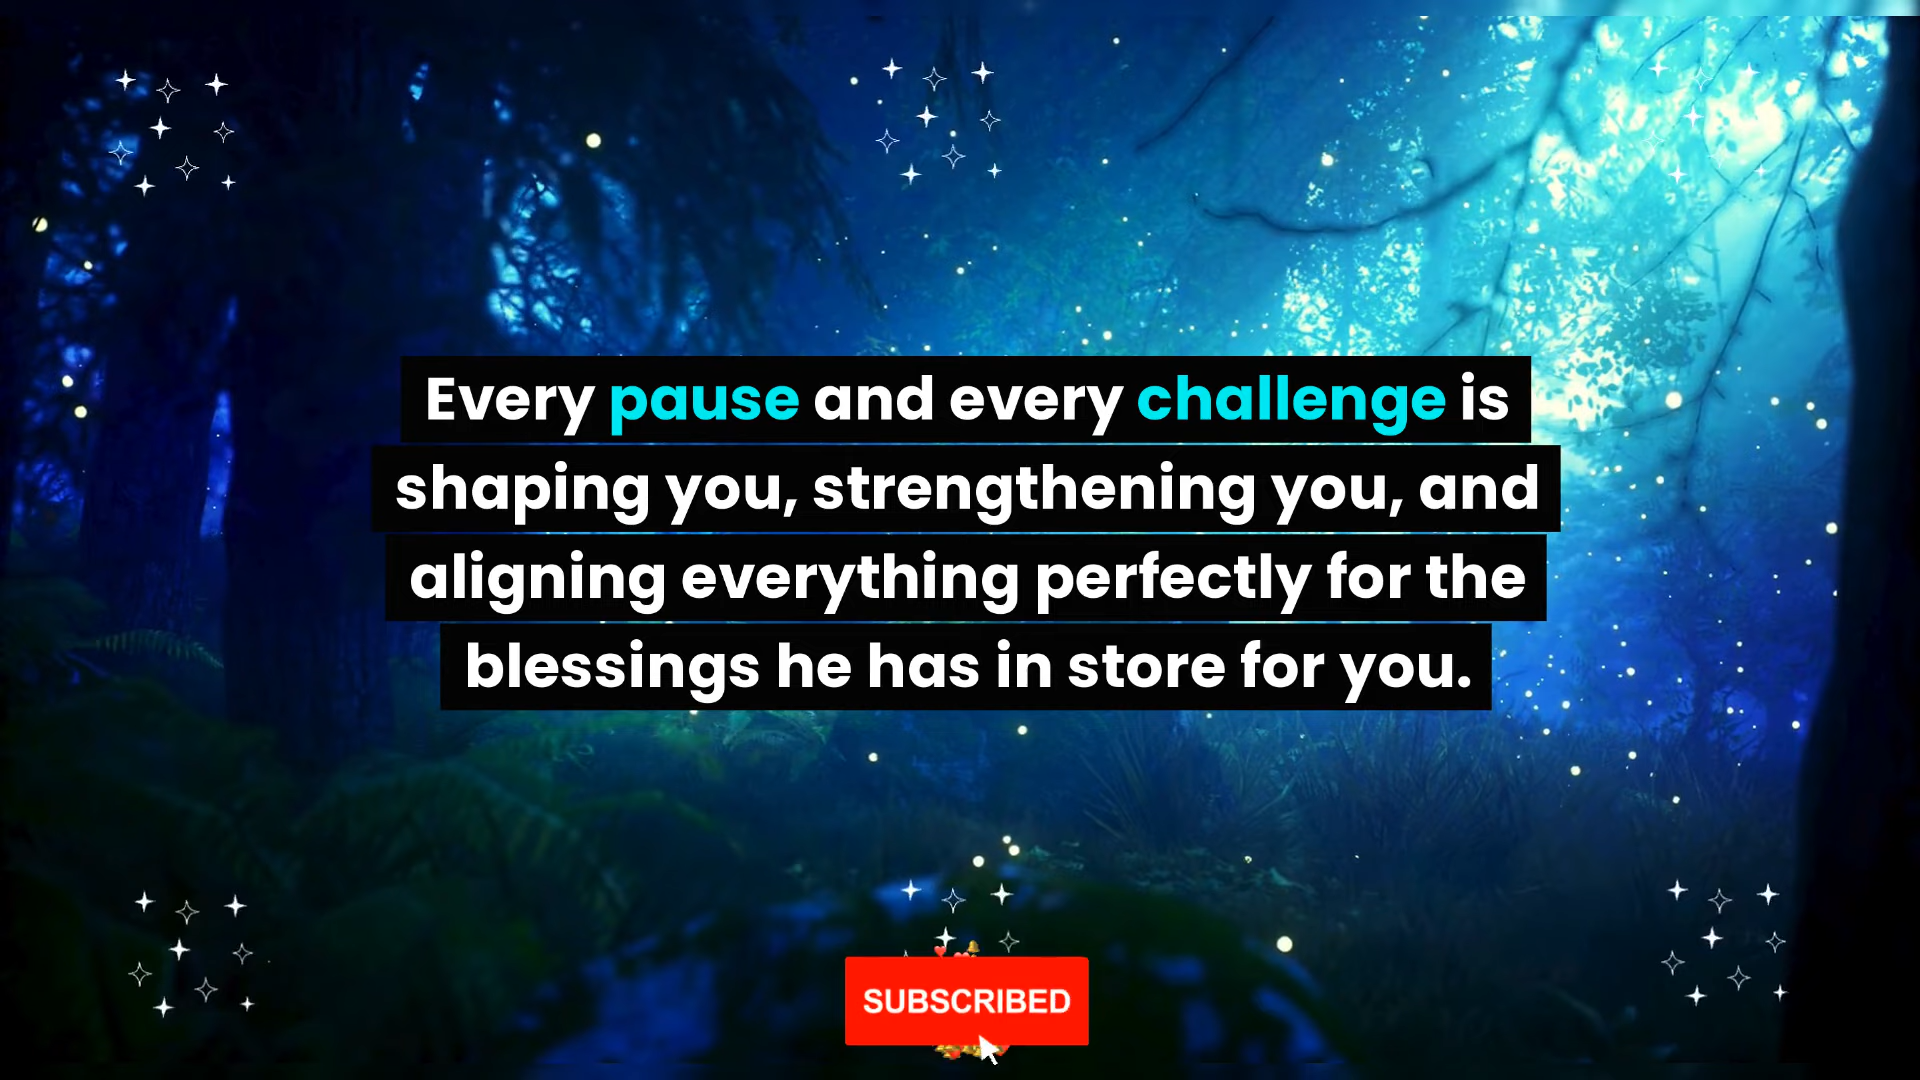 Every pause and every challenge is
shaping you, strengthening you, and
aligning everything perfectly for the
blessings he has in store for you.
SUBSCRIBED